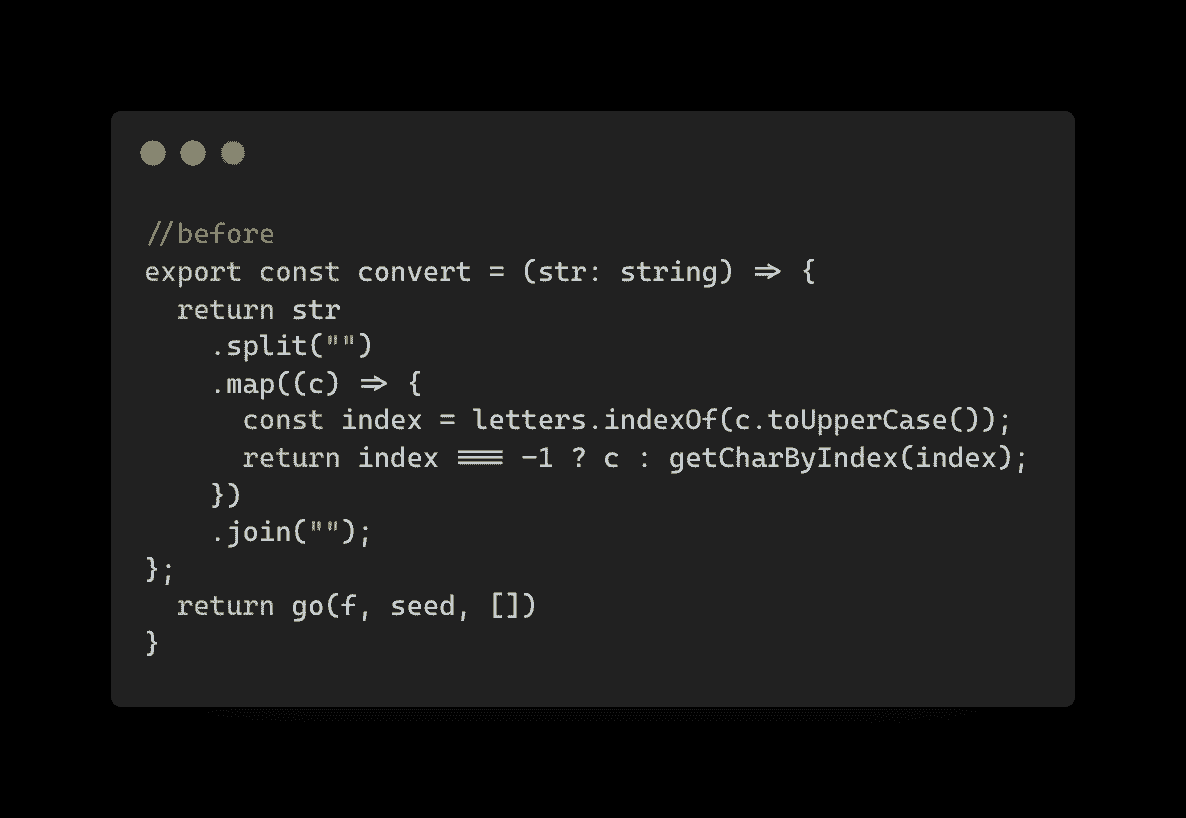 //before
export const convert = (str: string) => {
  return str
    .split("")
    .map((c) => {
      const index = letters.indexOf(c.toUpperCase());
      return index === -1 ? c : getCharByIndex(index);
    })
    .join("");
};
  return go(f, seed, [])
}